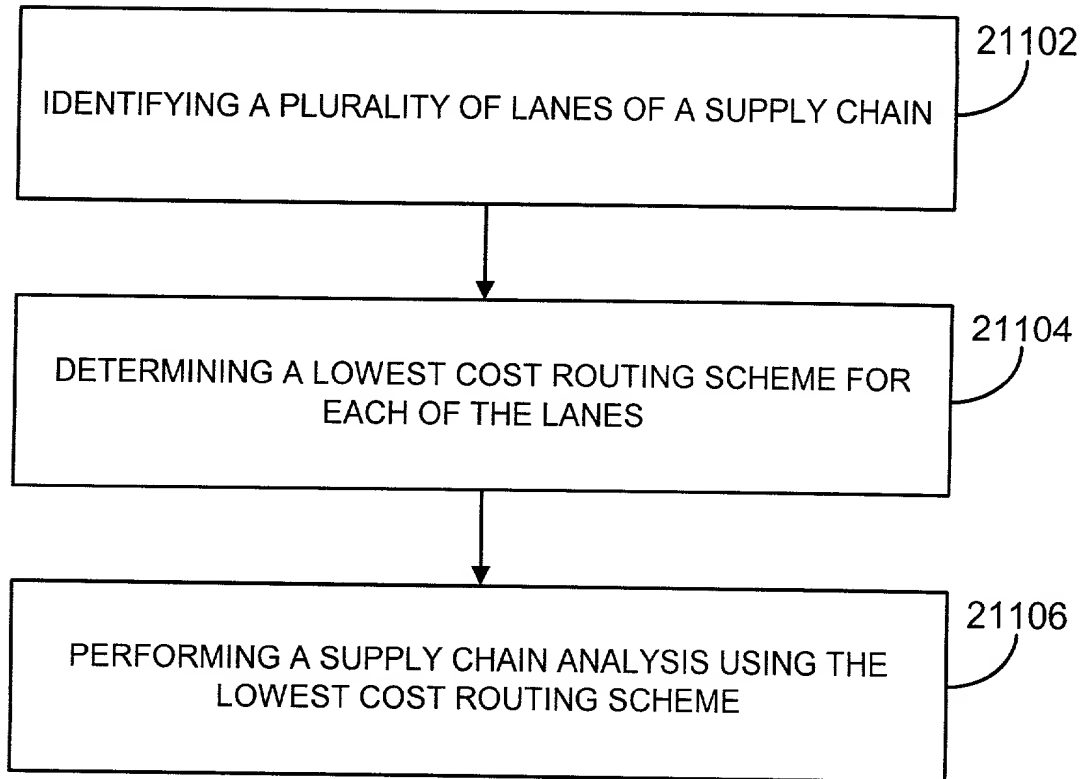 21102
IDENTIFYING A PLURALITY OF LANES OF A SUPPLY CHAIN
21104
DETERMINING A LOWEST COST ROUTING SCHEME FOR
EACH OF THE LANES
21106
PERFORMING A SUPPLY CHAIN ANALYSIS USING THE
LOWEST COST ROUTING SCHEME